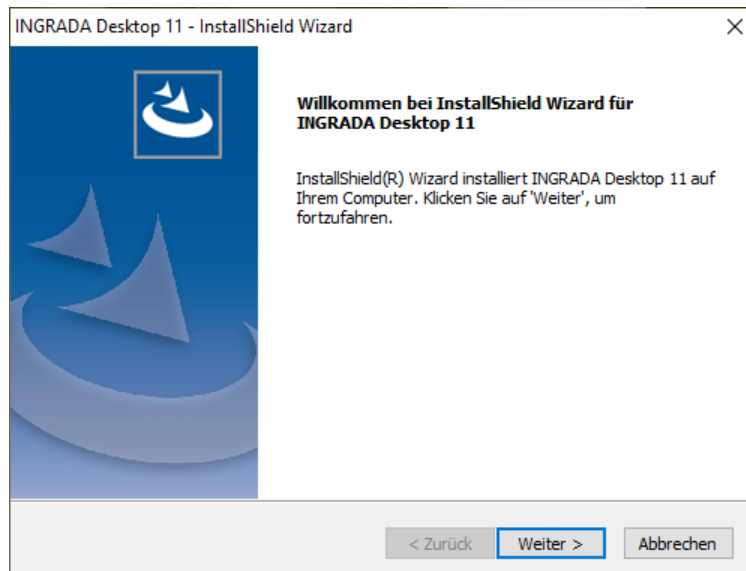 INGRADA Desktop 11 - InstallShield Wizard
Willkommen bei InstallShield Wizard für
INGRADA Desktop 11
InstallShield(R) Wizard installiert INGRADA Desktop 11 auf
Ihrem Computer. Klicken Sie auf 'Weiter', um
fortzufahren.
< Zurück Weiter > Abbrechen